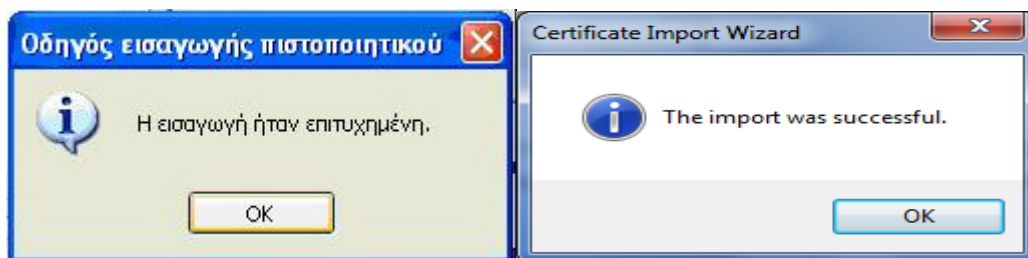 Οδηγός εισαγωγής πιστοποιητικού
Η εισαγωγή ήταν επιτυχημένη.
OK
Certificate Import Wizard
The import was successful.
OK